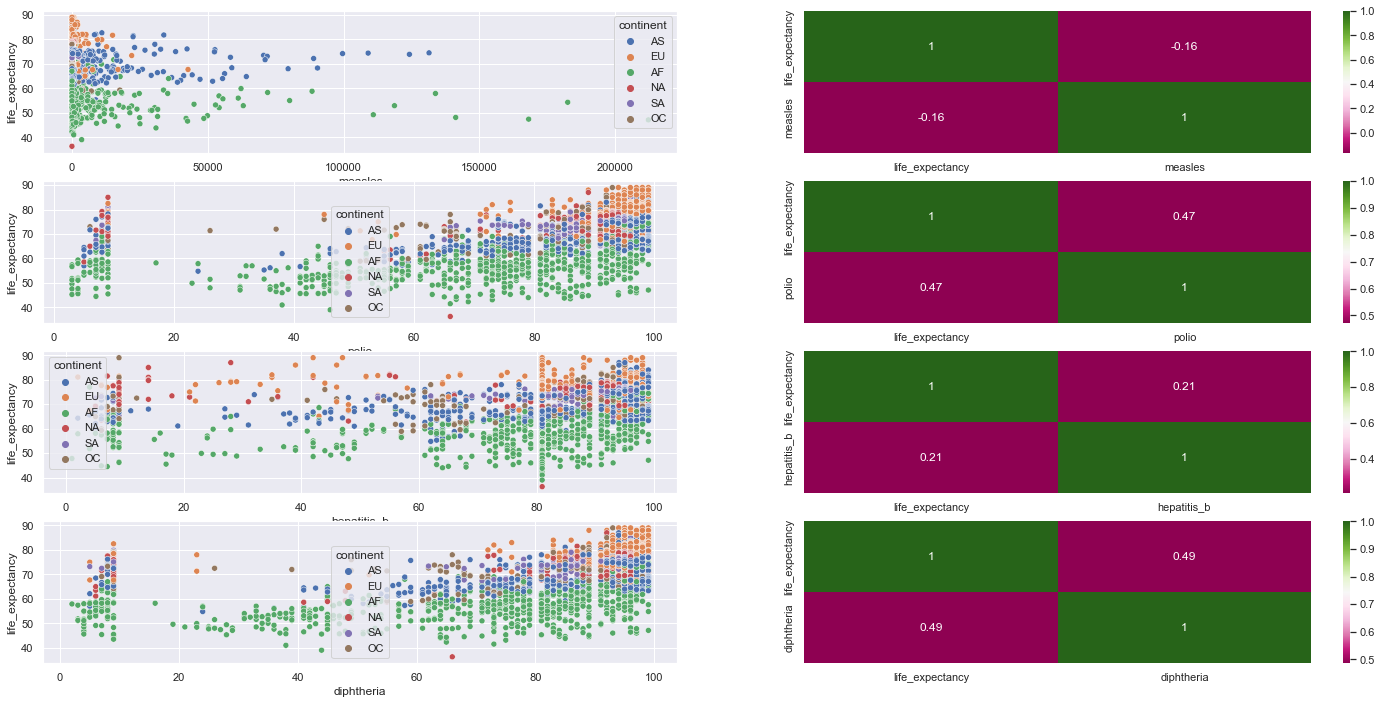 life_expectancy
90
80
70
60
50
40
continent
AS
EU
AF
NA
SA
OC
0
50000
100000
150000
200000
measles
life_expectancy
measles
1
-0.16
-0.16
1
life_expectancy
measles
1.0
0.8
0.6
0.4
0.2
0.0
life_expectancy
90
80
70
60
50
40
continent
AS
EU
AF
NA
SA
OC
0
20
40
60
80
100
polio
life_expectancy
polio
1
0.47
0.47
1
life_expectancy
polio
1.0
0.9
0.8
0.7
0.6
0.5
life_expectancy
90
80
70
60
50
40
continent
AS
EU
AF
NA
SA
OC
0
20
40
60
80
100
hepatitis_b
life_expectancy
hepatitis_b
1
0.21
0.21
1
life_expectancy
hepatitis_b
1.0
0.8
0.6
0.4
life_expectancy
90
80
70
60
50
40
continent
AS
EU
AF
NA
SA
OC
0
20
40
60
80
100
diphtheria
life_expectancy
diphtheria
1
0.49
0.49
1
life_expectancy
diphtheria
1.0
0.9
0.8
0.7
0.6
0.5